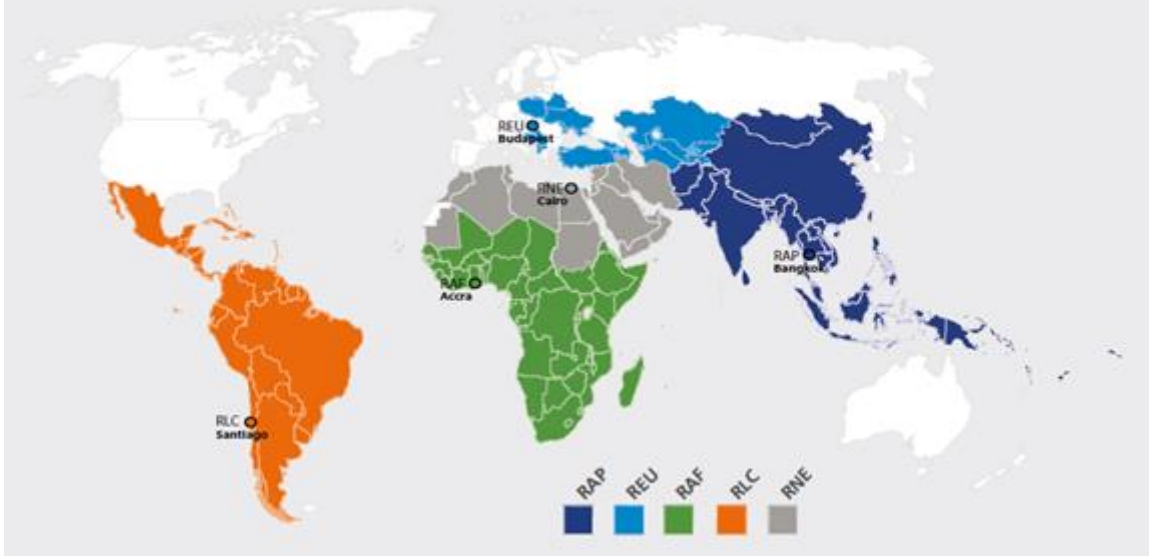 REU
Budapest
RNE
Cairo
RAP
Bangkok
RAF
Accra
RLC
Santiago
RAP
REU
RAF
RLC
RNE